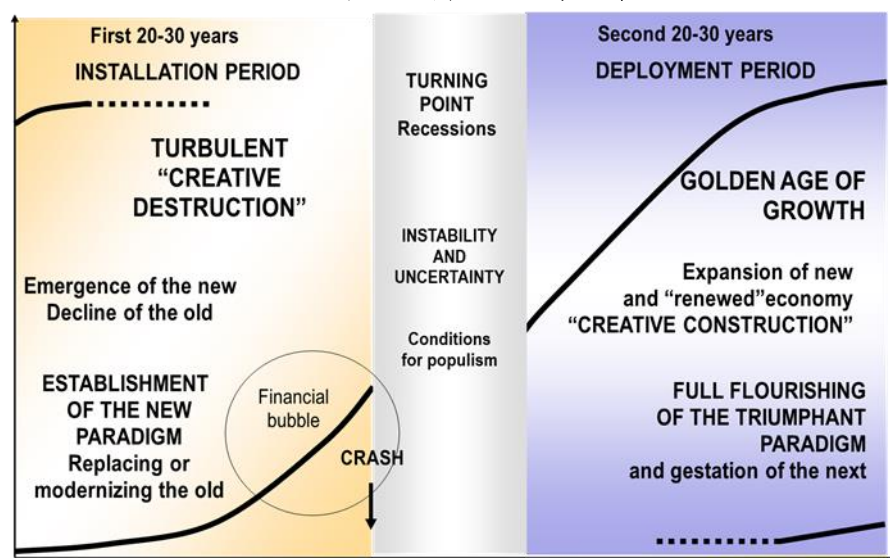 First 20-30 years
INSTALLATION PERIOD
TURBULENT
“CREATIVE
DESTRUCTION”
Emergence of the new
Decline of the old
ESTABLISHMENT
OF THE NEW
PARADIGM
Replacing or
modernizing the old
Financial
bubble
CRASH
TURNING
POINT
Recessions
INSTABILITY
AND
UNCERTAINTY
Conditions
for populism
Second 20-30 years
DEPLOYMENT PERIOD
GOLDEN AGE OF
GROWTH
Expansion of new
and “renewed”economy
“CREATIVE CONSTRUCTION”
FULL FLOURISHING
OF THE TRIUMPHANT
PARADIGM
and gestation of the next